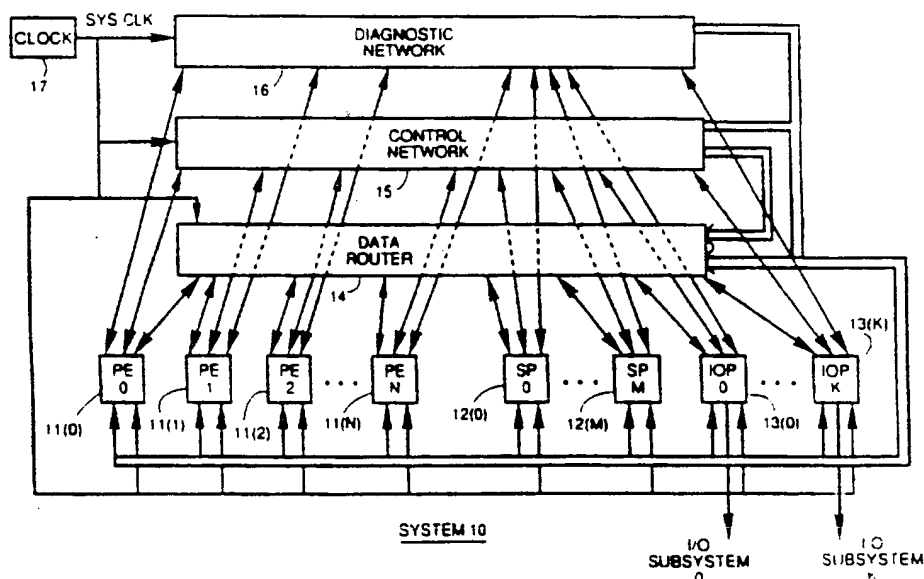 SYS CLK
CLOCK
17
DIAGNOSTIC
NETWORK
16
CONTROL
NETWORK
15
DATA
ROUTER
14
PE
0
PE
1
PE
2
PE
N
SP
0
SP
M
IOP
0
IOP
K
13(K)
11(0)
11(1)
11(2)
11(N)
12(0)
12(M)
13(0)
SYSTEM 10
I/O
SUBSYSTEM
0
I/O
SUBSYSTEM